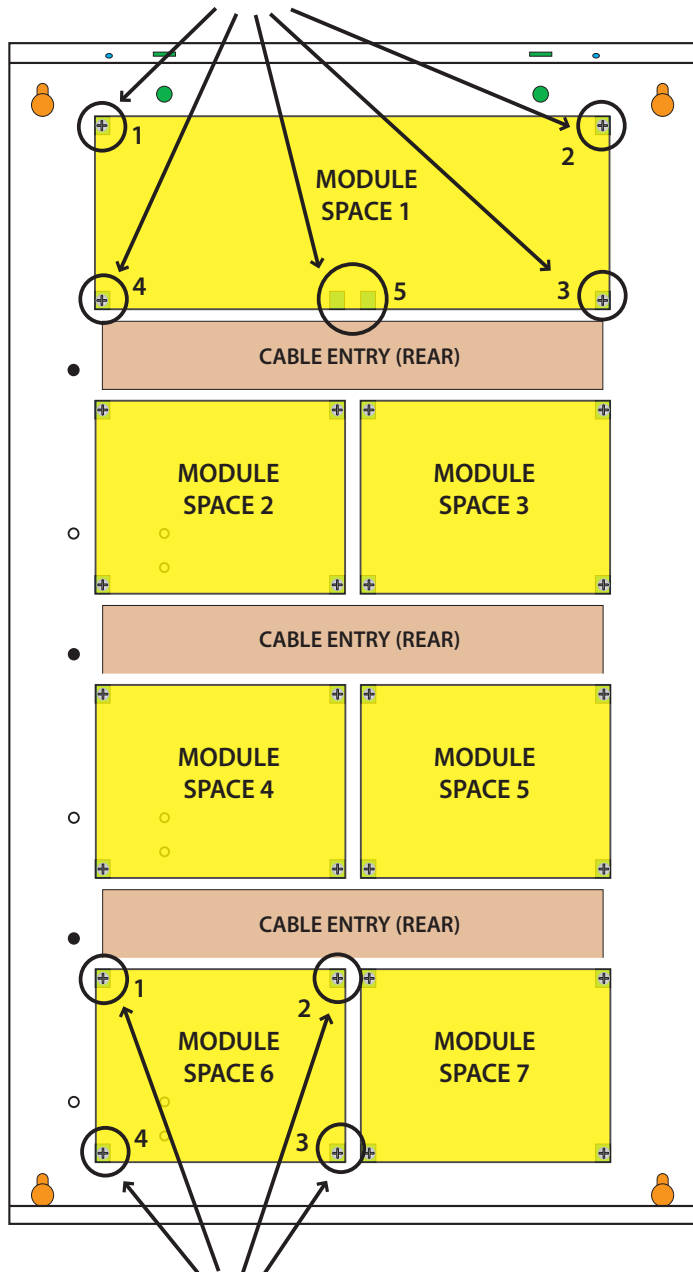 1
2
MODULE
SPACE 1
4
5
3
CABLE ENTRY (REAR)
MODULE
SPACE 2
MODULE
SPACE 3
CABLE ENTRY (REAR)
MODULE
SPACE 4
MODULE
SPACE 5
CABLE ENTRY (REAR)
1
2
MODULE
SPACE 6
MODULE
SPACE 7
4
3